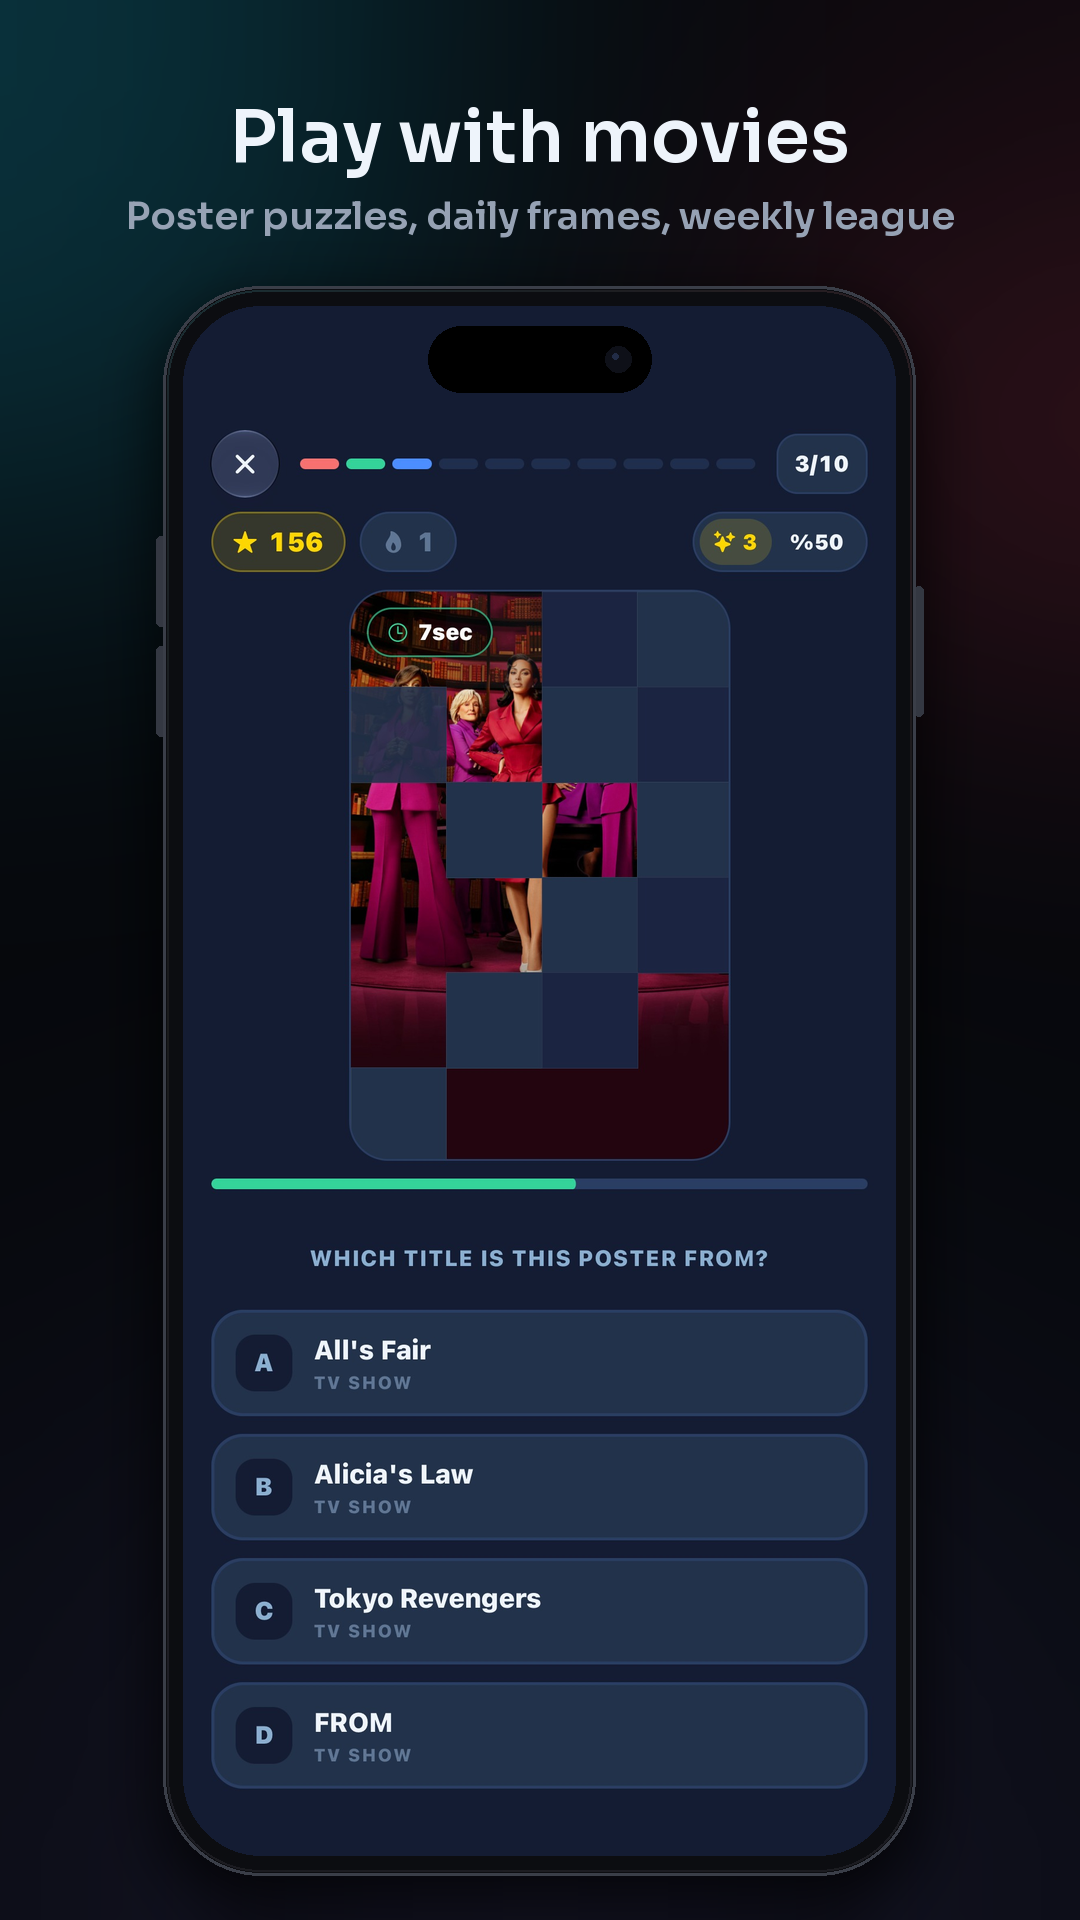 Play with movies
Poster puzzles, daily frames, weekly league
3/10
156
1
3
%50
7sec
WHICH TITLE IS THIS POSTER FROM?
A
All's Fair
TV SHOW
B
Alicia's Law
TV SHOW
C
Tokyo Revengers
TV SHOW
D
FROM
TV SHOW